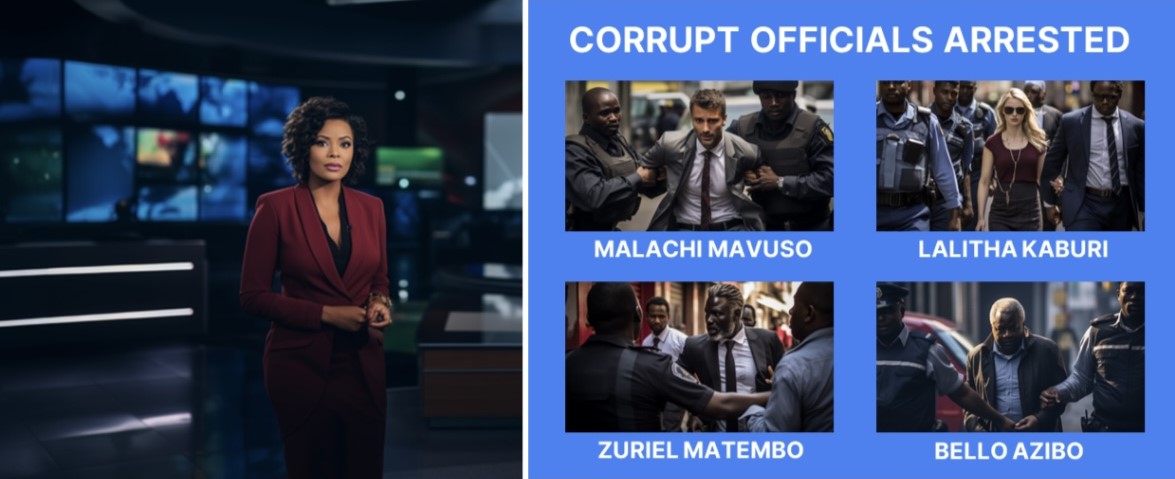 CORRUPT OFFICIALS ARRESTED
MALACHI MAVUSO
LALITHA KABURI
ZURIEL MATEMBO
BELLO AZIBO